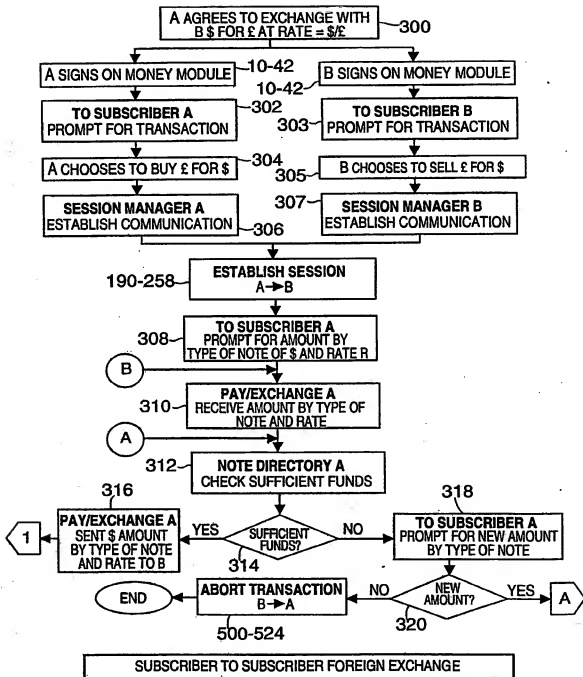 A AGREES TO EXCHANGE WITH
B $ FOR £ AT RATE = $/£
300
A SIGNS ON MONEY MODULE
10-42
B SIGNS ON MONEY MODULE
10-42
TO SUBSCRIBER A
PROMPT FOR TRANSACTION
302
TO SUBSCRIBER B
PROMPT FOR TRANSACTION
303
A CHOOSES TO BUY £ FOR $
304
B CHOOSES TO SELL £ FOR $
305
SESSION MANAGER A
ESTABLISH COMMUNICATION
306
SESSION MANAGER B
ESTABLISH COMMUNICATION
307
ESTABLISH SESSION
A→B
190-258
TO SUBSCRIBER A
PROMPT FOR AMOUNT BY
TYPE OF NOTE OF $ AND RATE R
308
B
PAY/EXCHANGE A
RECEIVE AMOUNT BY TYPE OF
NOTE AND RATE
310
A
NOTE DIRECTORY A
CHECK SUFFICIENT FUNDS
312
SUFFICIENT
FUNDS?
314
YES
NO
316
PAY/EXCHANGE A
SENT $ AMOUNT
BY TYPE OF NOTE
AND RATE TO B
1
318
TO SUBSCRIBER A
PROMPT FOR NEW AMOUNT
BY TYPE OF NOTE
NEW
AMOUNT?
320
YES
A
NO
ABORT TRANSACTION
B→A
500-524
END
SUBSCRIBER TO SUBSCRIBER FOREIGN EXCHANGE